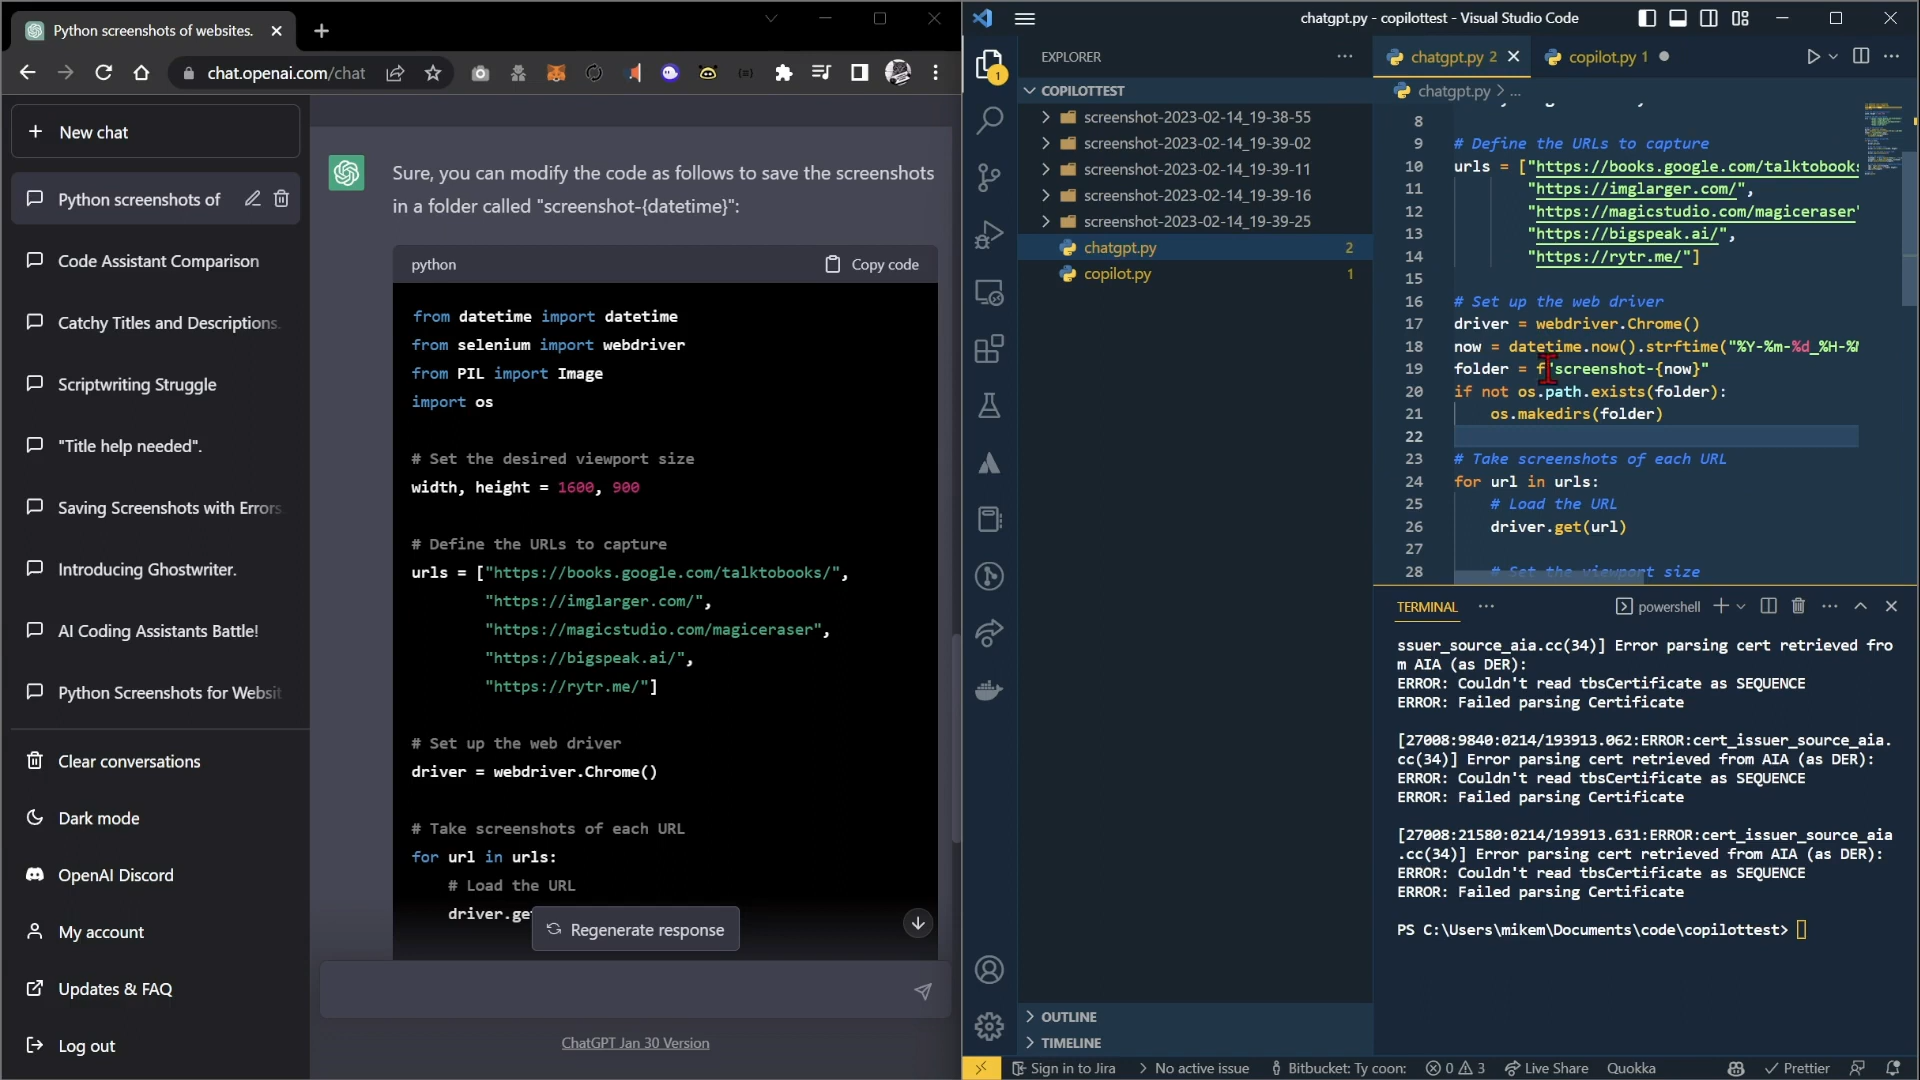 Python screenshots of websites.
chat.openai.com/chat
New chat
Python screenshots of
Code Assistant Comparison
Catchy Titles and Descriptions.
Scriptwriting Struggle
"Title help needed".
Saving Screenshots with Errors.
Introducing Ghostwriter.
AI Coding Assistants Battle!
Python Screenshots for Websit
Clear conversations
Dark mode
OpenAI Discord
My account
Updates & FAQ
Log out
Sure, you can modify the code as follows to save the screenshots
in a folder called "screenshot-{datetime}":
python
Copy code
from datetime import datetime
from selenium import webdriver
from PIL import Image
import os
# Set the desired viewport size
width, height = 1600, 900
# Define the URLs to capture
urls = ["https://books.google.com/talktobooks/",
"https://imglarger.com/",
"https://magicstudio.com/magiceraser",
"https://bigspeak.ai/",
"https://rytr.me/"]
# Set up the web driver
driver = webdriver.Chrome()
# Take screenshots of each URL
for url in urls:
# Load the URL
driver.ge
Regenerate response
ChatGPT Jan 30 Version
chatgpt.py - copilottest - Visual Studio Code
EXPLORER
1
COPILOTTEST
screenshot-2023-02-14_19-38-55
screenshot-2023-02-14_19-39-02
screenshot-2023-02-14_19-39-11
screenshot-2023-02-14_19-39-16
screenshot-2023-02-14_19-39-25
chatgpt.py 2
copilot.py 1
OUTLINE
TIMELINE
chatgpt.py 2
copilot.py 1
chatgpt.py > ...
8
9 # Define the URLs to capture
10 urls = ["https://books.google.com/talktobooks
11 "https://imglarger.com/",
12 "https://magicstudio.com/magiceraser"
13 "https://bigspeak.ai/",
14 "https://rytr.me/"]
15
16 # Set up the web driver
17 driver = webdriver.Chrome()
18 now = datetime.now().strftime("%Y-%m-%d_%H-%M
19 folder = f"screenshot-{now}"
20 if not os.path.exists(folder):
21 os.makedirs(folder)
22
23 # Take screenshots of each URL
24 for url in urls:
25 # Load the URL
26 driver.get(url)
27
28 # Set the viewport size
TERMINAL
powershell
ssuer_source_aia.cc(34)] Error parsing cert retrieved fro
m AIA (as DER):
ERROR: Couldn't read tbsCertificate as SEQUENCE
ERROR: Failed parsing Certificate
[27008:9840:0214/193913.062:ERROR:cert_issuer_source_aia.
cc(34)] Error parsing cert retrieved from AIA (as DER):
ERROR: Couldn't read tbsCertificate as SEQUENCE
ERROR: Failed parsing Certificate
[27008:21580:0214/193913.631:ERROR:cert_issuer_source_aia
.cc(34)] Error parsing cert retrieved from AIA (as DER):
ERROR: Couldn't read tbsCertificate as SEQUENCE
ERROR: Failed parsing Certificate
PS C:\Users\mikem\Documents\code\copilottest>
Sign in to Jira
No active issue
Bitbucket: Ty coon:
0
3
Live Share
Quokka
Prettier